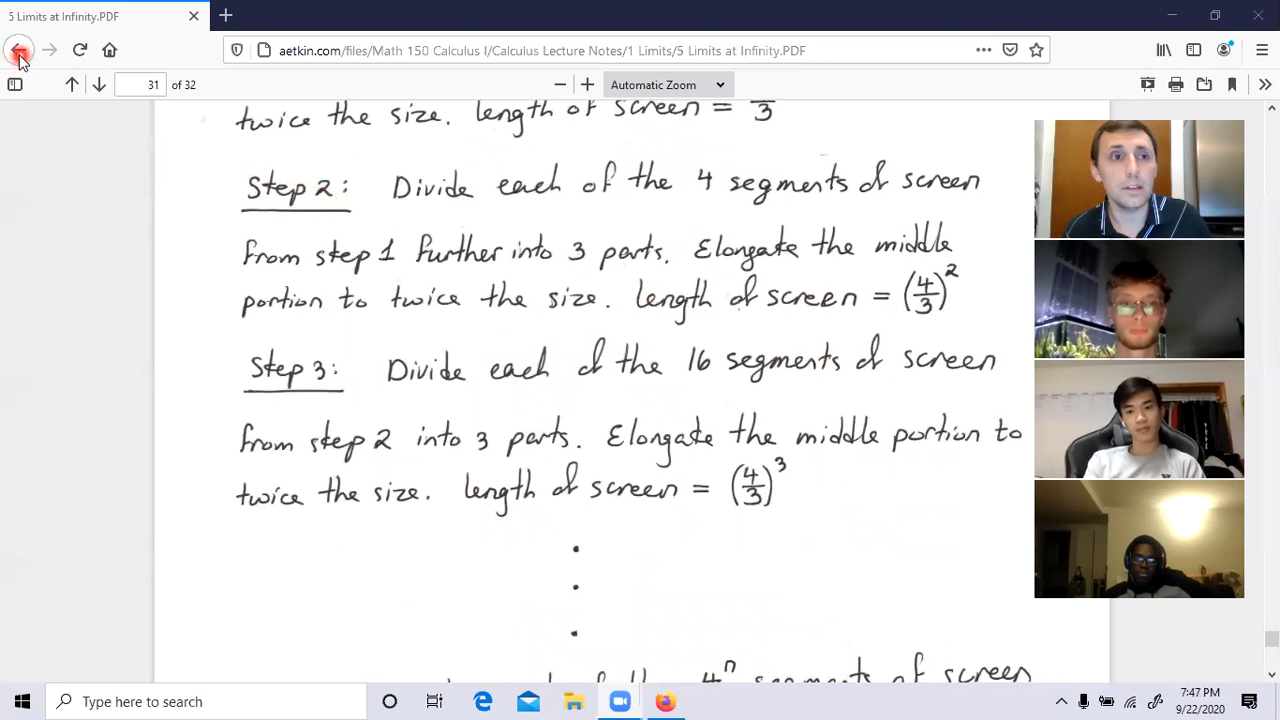 5 Limits at Infinity.PDF
aetkin.com/files/Math 150 Calculus I/Calculus Lecture Notes/1 Limits/5 Limits at Infinity.PDF
31 of 32
Automatic Zoom
twice the size. length of screen = 3
Step 2: Divide each of the 4 segments of screen
from step 1 further into 3 parts. Elongate the middle
portion to twice the size. length of screen = (4/3)^2
Step 3: Divide each of the 16 segments of screen
from step 2 into 3 parts. Elongate the middle portion to
twice the size. length of screen = (4/3)^3
.
.
.
of the 4^n segments of screen
Type here to search
7:47 PM
9/22/2020